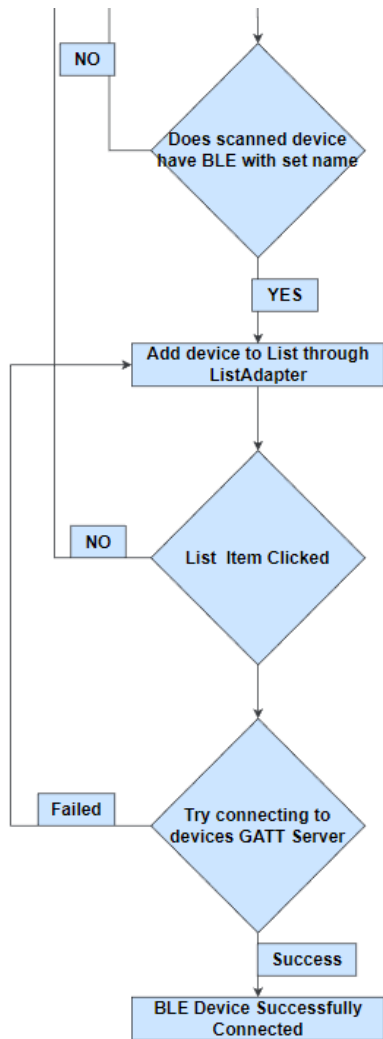 NO
Does scanned device
have BLE with set name
YES
Add device to List through
ListAdapter
NO
List Item Clicked
Failed
Try connecting to
devices GATT Server
Success
BLE Device Successfully
Connected